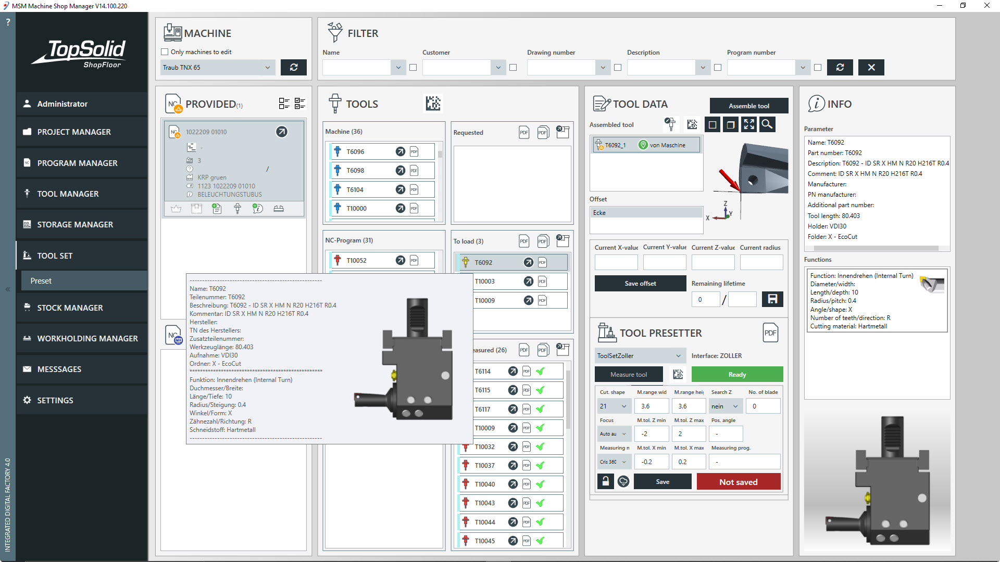 MSM Machine Shop Manager V14.100.220
?
TopSolid
ShopFloor
Administrator
PROJECT MANAGER
PROGRAM MANAGER
TOOL MANAGER
STORAGE MANAGER
TOOL SET
Preset
STOCK MANAGER
WORKHOLDING MANAGER
MESSSAGES
SETTINGS
INTEGRATED DIGITAL FACTORY 4.0
MACHINE
Only machines to edit
Traub TNX 65
FILTER
Name
Customer
Drawing number
Description
Program number
PROVIDED(1)
1022209 01010
-
3
/
KRP gruen
1123 1022209 01010
BELEUCHTUNGSTUBUS
TOOLS
Machine (36)
T6096
T6098
T6104
T10000
Requested
NC-Program (31)
T10052
To load (3)
T6092
T10003
T10009
easured (26)
T6114
T6115
T6117
T10009
T10032
T10037
T10040
T10043
T10044
T10045
--------------------------------------------------
Name: T6092
Teilenummer: T6092
Beschreibung: T6092 - ID SR X HM N R20 H216T R0.4
Kommentar: ID SR X HM N R20 H216T R0.4
Hersteller:
TN des Herstellers:
Zusatzteilenummer:
Werkzeuglänge: 80.403
Aufnahme: VDI30
Ordner: X - EcoCut
**************************************************
Funktion: Innendrehen (Internal Turn)
Duchmesser/Breite:
Länge/Tiefe: 10
Radius/Steigung: 0.4
Winkel/Form: X
Zähnezahl/Richtung: R
Schneidstoff: Hartmetall
--------------------------------------------------
TOOL DATA
Assemble tool
Assembled tool
T6092_1 von Maschine
Offset
Ecke
Z
X Y
Current X-value
Current Y-value
Current Z-value
Current radius
Save offset
Remaining lifetime
0 /
TOOL PRESETTER
PDF
ToolSetZoller
Interface: ZOLLER
Measure tool
Ready
Cut. shape
M.range wid
M.range hei
Search Z
No. of blade
21
3.6
3.6
nein
0
Focus
M.tol. Z min
M.tol. Z max
Pos. angle
Auto au
-2
2
-
Measuring n
M.tol. X min
M.tol. X max
Measuring prog.
Cris 360
-0.2
0.2
-
Save
Not saved
INFO
Parameter
Name: T6092
Part number: T6092
Description: T6092 - ID SR X HM N R20 H216T R0.4
Comment: ID SR X HM N R20 H216T R0.4
Manufacturer:
PN manufacturer:
Additional part number:
Tool length: 80.403
Holder: VDI30
Folder: X - EcoCut
Functions
Function: Innendrehen (Internal Turn)
Diameter/width:
Length/depth: 10
Radius/pitch: 0.4
Angle/shape: X
Number of teeth/direction: R
Cutting material: Hartmetall